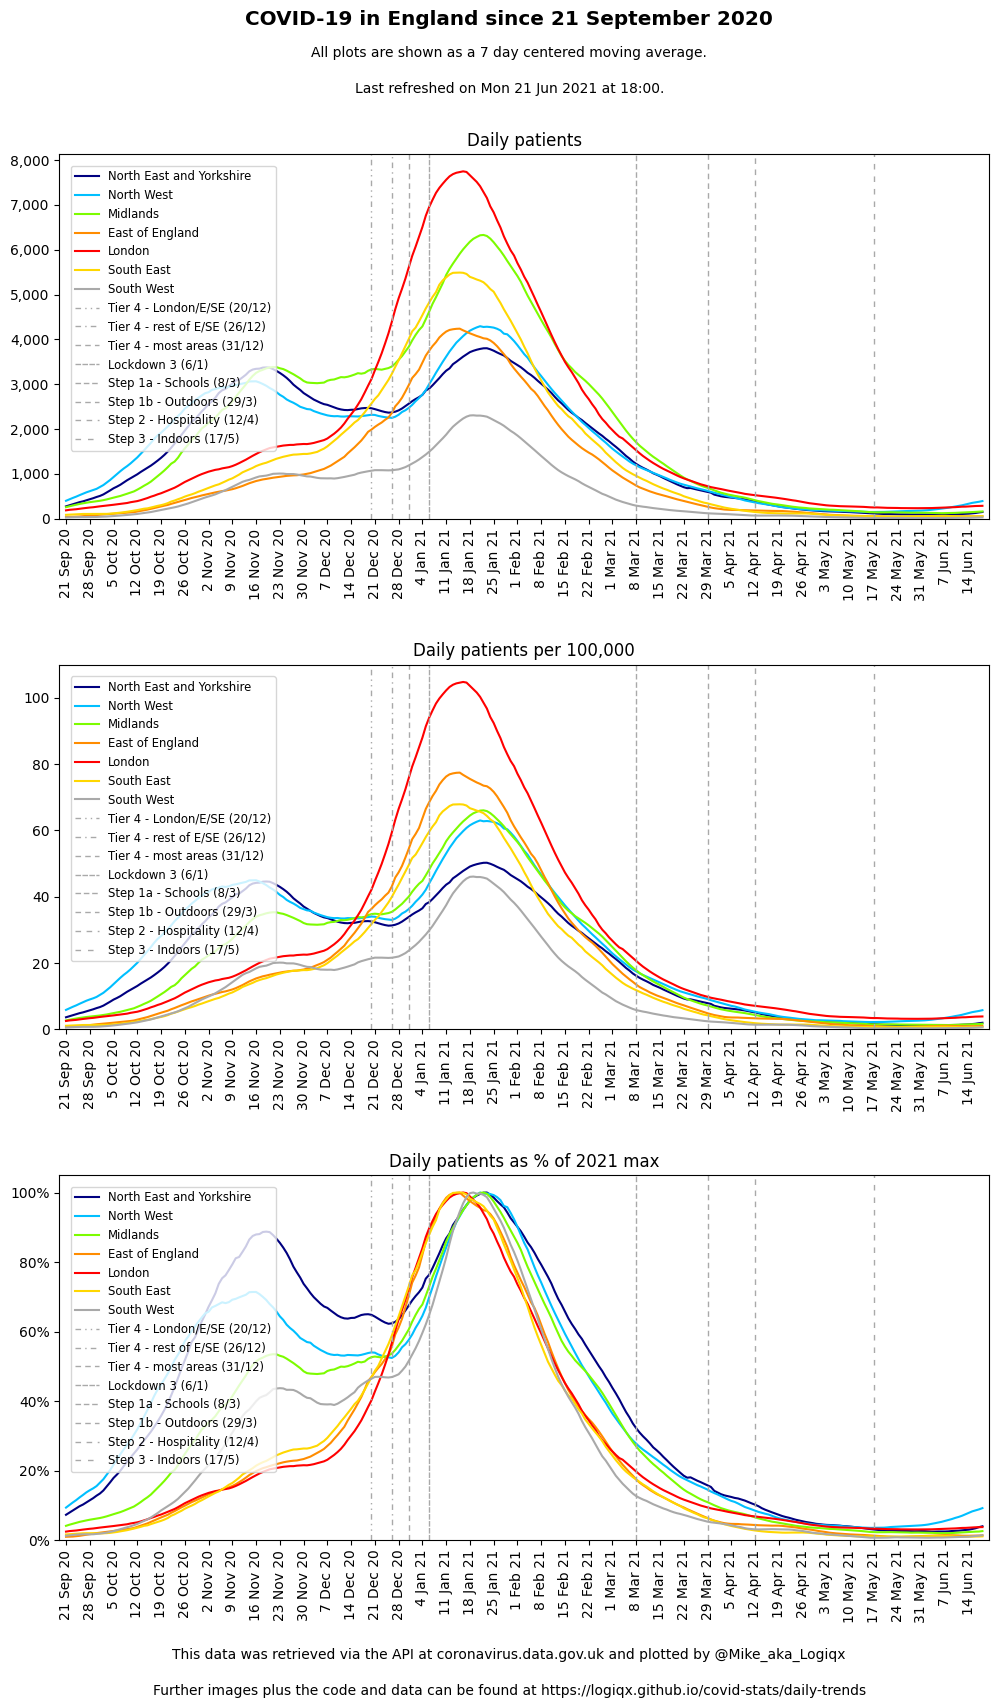 COVID-19 in England since 21 September 2020
All plots are shown as a 7 day centered moving average.
Last refreshed on Mon 21 Jun 2021 at 18:00.
Daily patients
8,000
7,000
6,000
5,000
4,000
3,000
2,000
1,000
0
North East and Yorkshire
North West
Midlands
East of England
London
South East
South West
Tier 4 - London/E/SE (20/12)
Tier 4 - rest of E/SE (26/12)
Tier 4 - most areas (31/12)
Lockdown 3 (6/1)
Step 1a - Schools (8/3)
Step 1b - Outdoors (29/3)
Step 2 - Hospitality (12/4)
Step 3 - Indoors (17/5)
21 Sep 20
28 Sep 20
5 Oct 20
12 Oct 20
19 Oct 20
26 Oct 20
2 Nov 20
9 Nov 20
16 Nov 20
23 Nov 20
30 Nov 20
7 Dec 20
14 Dec 20
21 Dec 20
28 Dec 20
4 Jan 21
11 Jan 21
18 Jan 21
25 Jan 21
1 Feb 21
8 Feb 21
15 Feb 21
22 Feb 21
1 Mar 21
8 Mar 21
15 Mar 21
22 Mar 21
29 Mar 21
5 Apr 21
12 Apr 21
19 Apr 21
26 Apr 21
3 May 21
10 May 21
17 May 21
24 May 21
31 May 21
7 Jun 21
14 Jun 21
Daily patients per 100,000
100
80
60
40
20
0
North East and Yorkshire
North West
Midlands
East of England
London
South East
South West
Tier 4 - London/E/SE (20/12)
Tier 4 - rest of E/SE (26/12)
Tier 4 - most areas (31/12)
Lockdown 3 (6/1)
Step 1a - Schools (8/3)
Step 1b - Outdoors (29/3)
Step 2 - Hospitality (12/4)
Step 3 - Indoors (17/5)
21 Sep 20
28 Sep 20
5 Oct 20
12 Oct 20
19 Oct 20
26 Oct 20
2 Nov 20
9 Nov 20
16 Nov 20
23 Nov 20
30 Nov 20
7 Dec 20
14 Dec 20
21 Dec 20
28 Dec 20
4 Jan 21
11 Jan 21
18 Jan 21
25 Jan 21
1 Feb 21
8 Feb 21
15 Feb 21
22 Feb 21
1 Mar 21
8 Mar 21
15 Mar 21
22 Mar 21
29 Mar 21
5 Apr 21
12 Apr 21
19 Apr 21
26 Apr 21
3 May 21
10 May 21
17 May 21
24 May 21
31 May 21
7 Jun 21
14 Jun 21
Daily patients as % of 2021 max
100%
80%
60%
40%
20%
0%
North East and Yorkshire
North West
Midlands
East of England
London
South East
South West
Tier 4 - London/E/SE (20/12)
Tier 4 - rest of E/SE (26/12)
Tier 4 - most areas (31/12)
Lockdown 3 (6/1)
Step 1a - Schools (8/3)
Step 1b - Outdoors (29/3)
Step 2 - Hospitality (12/4)
Step 3 - Indoors (17/5)
21 Sep 20
28 Sep 20
5 Oct 20
12 Oct 20
19 Oct 20
26 Oct 20
2 Nov 20
9 Nov 20
16 Nov 20
23 Nov 20
30 Nov 20
7 Dec 20
14 Dec 20
21 Dec 20
28 Dec 20
4 Jan 21
11 Jan 21
18 Jan 21
25 Jan 21
1 Feb 21
8 Feb 21
15 Feb 21
22 Feb 21
1 Mar 21
8 Mar 21
15 Mar 21
22 Mar 21
29 Mar 21
5 Apr 21
12 Apr 21
19 Apr 21
26 Apr 21
3 May 21
10 May 21
17 May 21
24 May 21
31 May 21
7 Jun 21
14 Jun 21
This data was retrieved via the API at coronavirus.data.gov.uk and plotted by @Mike_aka_Logiqx
Further images plus the code and data can be found at https://logiqx.github.io/covid-stats/daily-trends